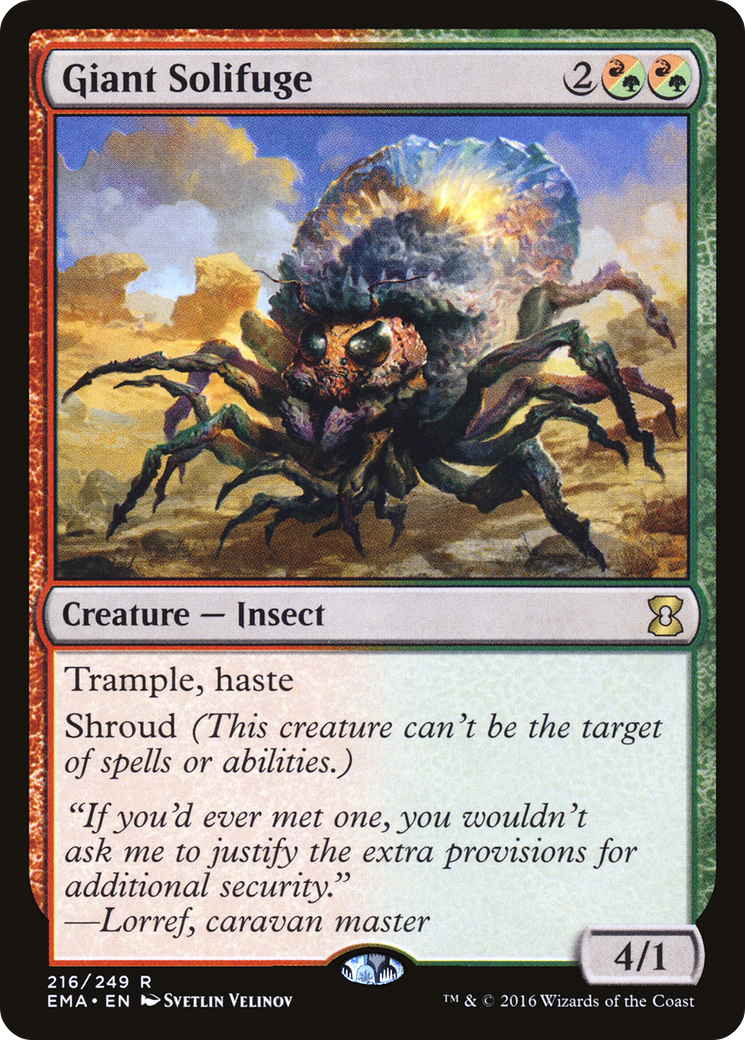 Giant Solifuge 2
Creature — Insect
Trample, haste
Shroud (This creature can't be the target
of spells or abilities.)
“If you'd ever met one, you wouldn't
ask me to justify the extra provisions for
additional security.”
—Lorref, caravan master
4/1
216/249 R
EMA • EN Svetlin Velinov
™ & © 2016 Wizards of the Coast